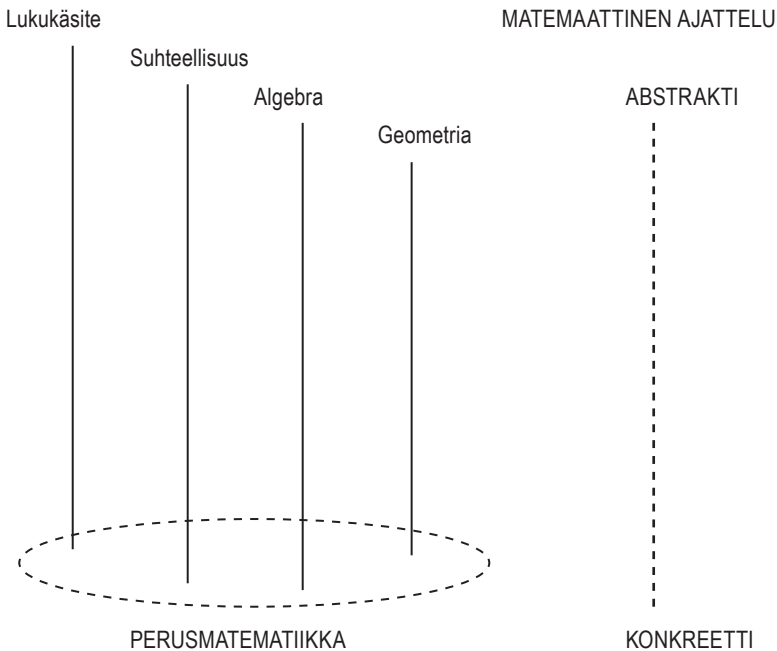 Lukukäsite
MATEMAATTINEN AJATTELU
Suhteellisuus
Algebra
ABSTRAKTI
Geometria
PERUSMATEMATIIKKA
KONKREETTI